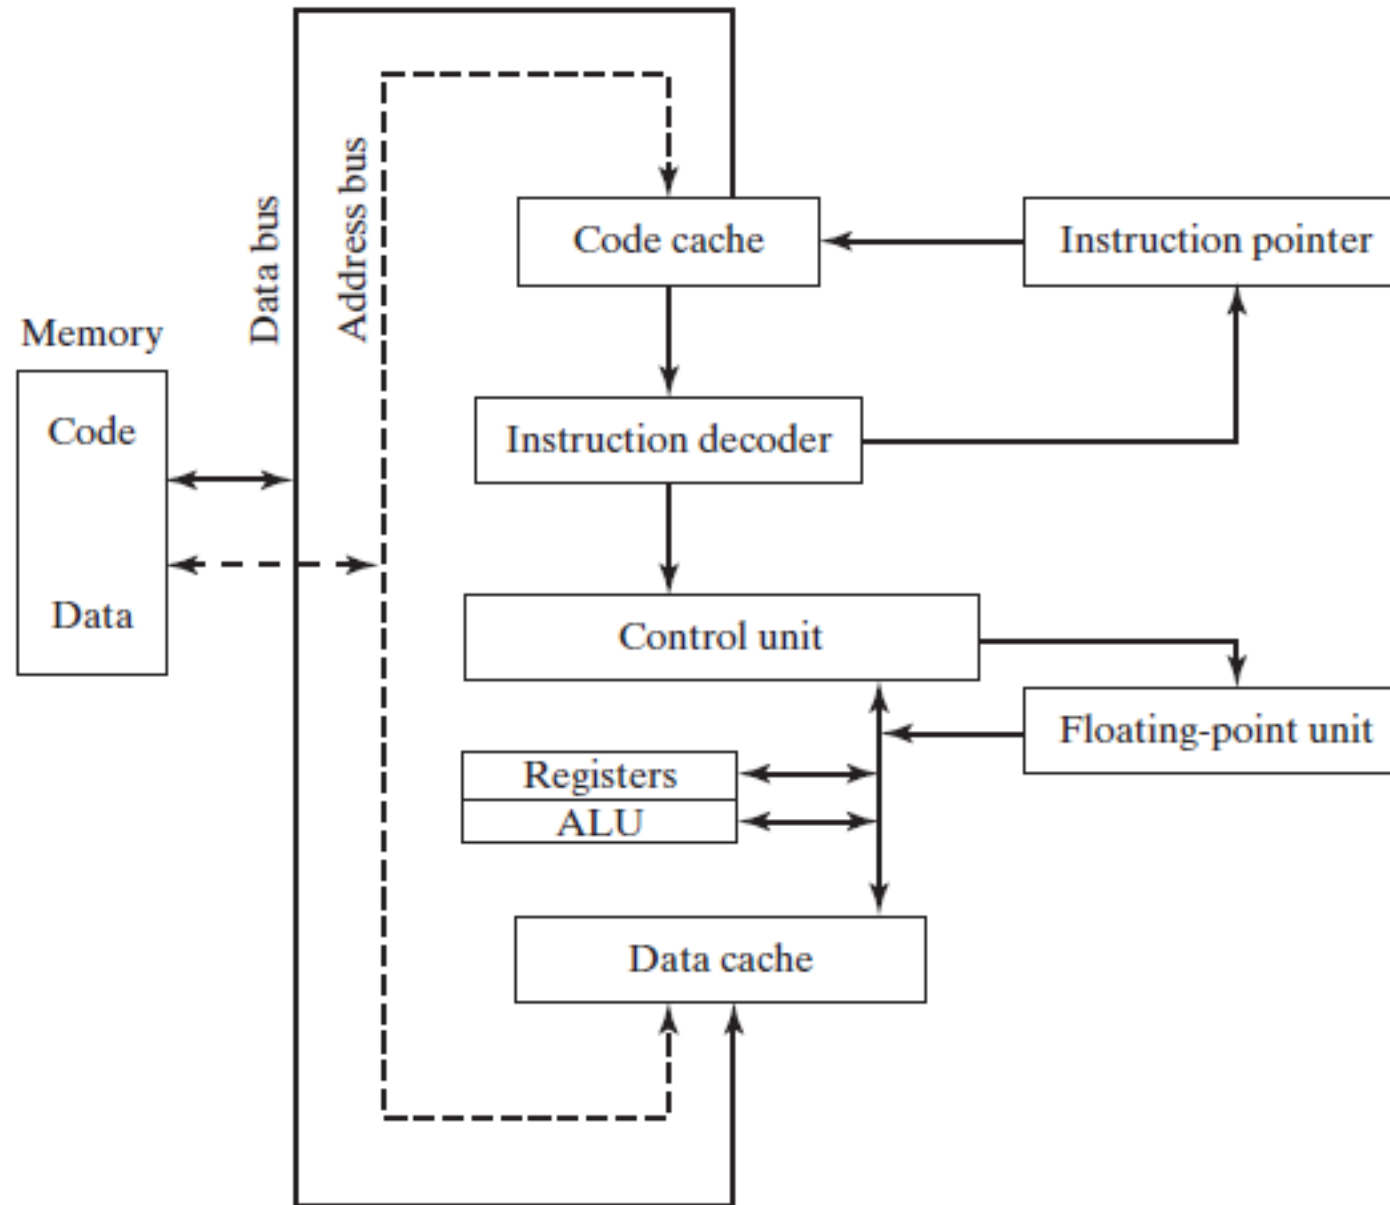 Data bus
Address bus
Code cache
Instruction pointer
Memory
Code
Instruction decoder
Data
Control unit
Floating-point unit
Registers
ALU
Data cache